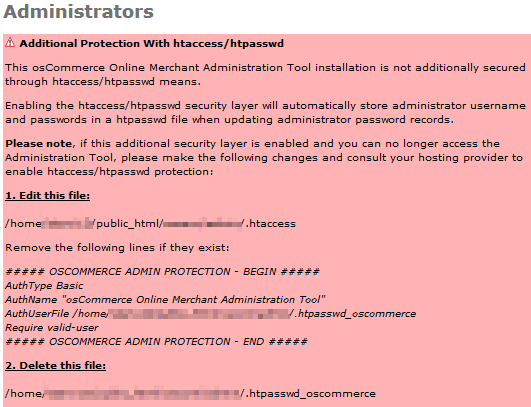 Administrators
Additional Protection With htaccess/htpasswd
This osCommerce Online Merchant Administration Tool installation is not additionally secured
through htaccess/htpasswd means.
Enabling the htaccess/htpasswd security layer will automatically store administrator username
and passwords in a htpasswd file when updating administrator password records.
Please note, if this additional security layer is enabled and you can no longer access the
Administration Tool, please make the following changes and consult your hosting provider to
enable htaccess/htpasswd protection:
1. Edit this file:
/home /public_html/ /.htaccess
Remove the following lines if they exist:
##### OSCOMMERCE ADMIN PROTECTION - BEGIN #####
AuthType Basic
AuthName "osCommerce Online Merchant Administration Tool"
AuthUserFile /home/ /.htpasswd_oscommerce
Require valid-user
##### OSCOMMERCE ADMIN PROTECTION - END #####
2. Delete this file:
/home/ /.htpasswd_oscommerce